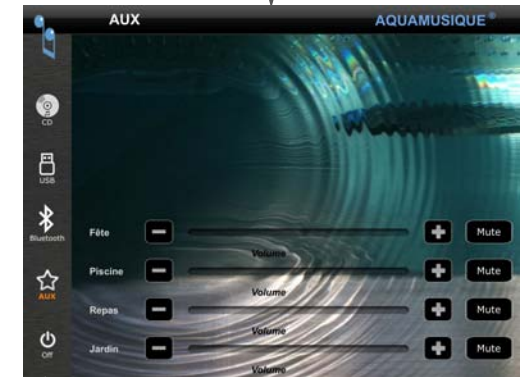 AUX AQUAMUSIQUE®
CD
USB
Bluetooth
AUX
Off
Fête Mute
Volume
Piscine Mute
Volume
Repas Mute
Volume
Jardin Mute
Volume